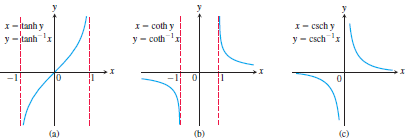 y
x = tanh y
y = tanh⁻¹x
x
-1
0
1
(a)
y
x = coth y
y = coth⁻¹x
x
-1
0
1
(b)
y
x = csch y
y = csch⁻¹x
x
0
(c)